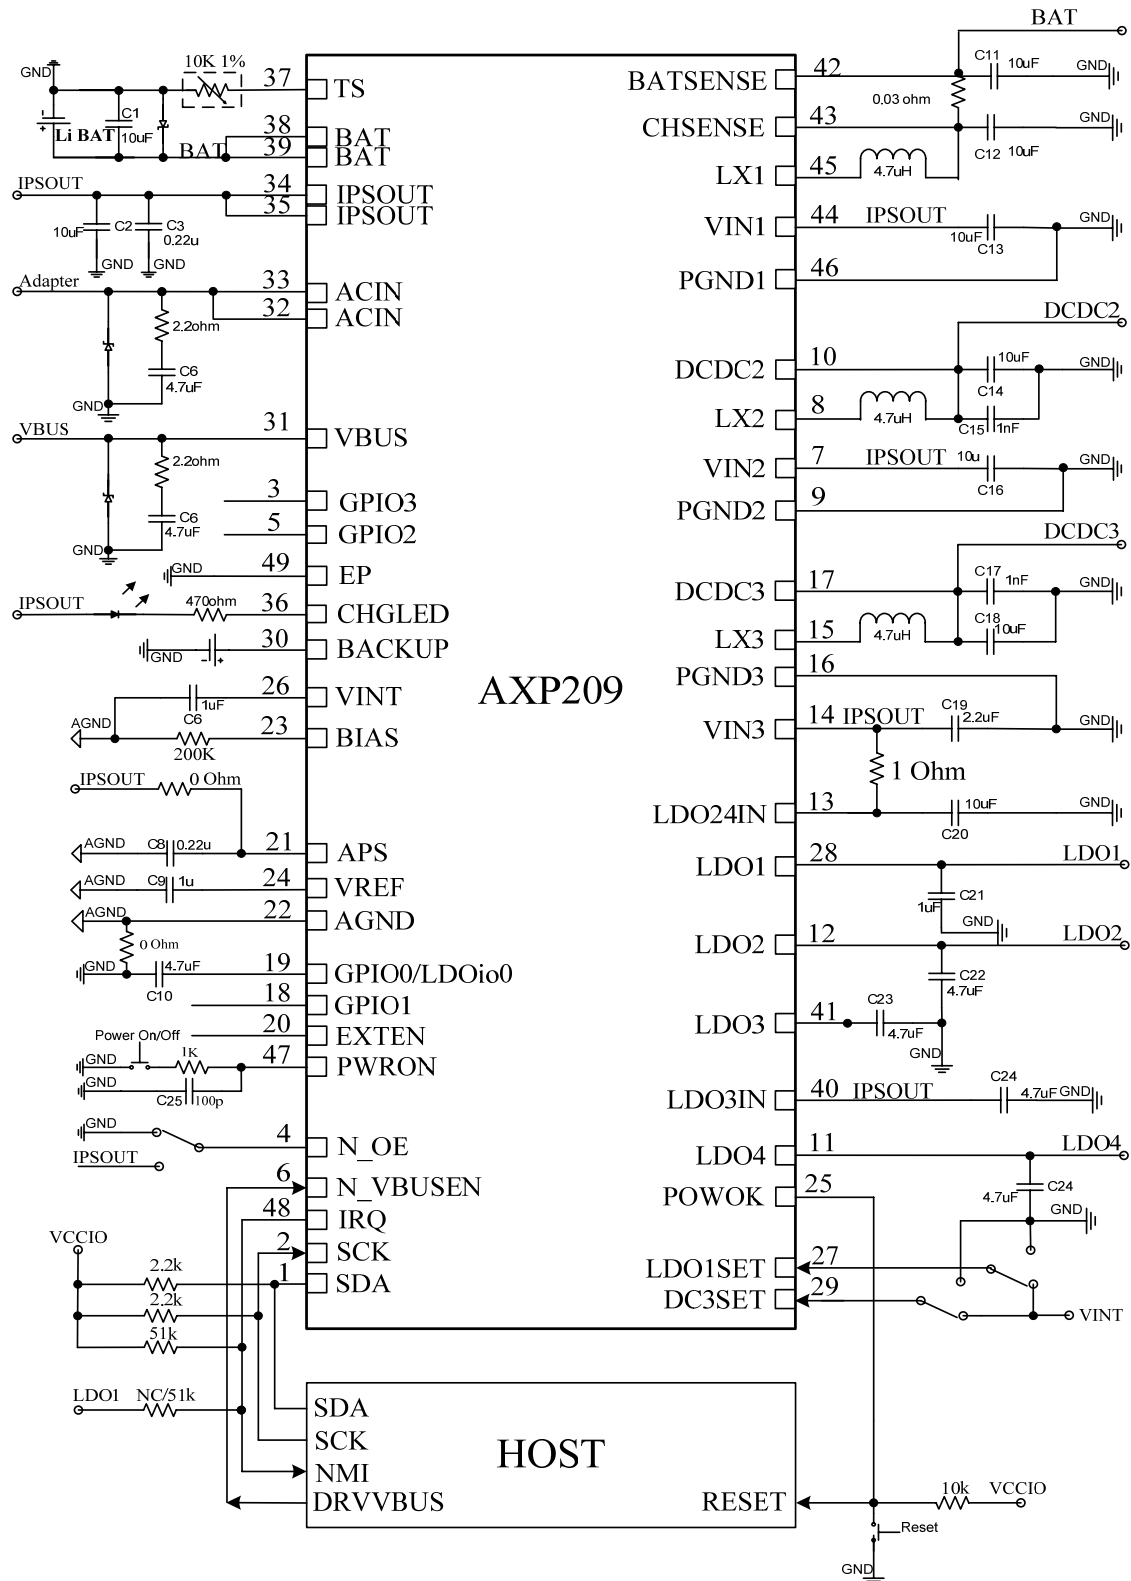 BAT
GND
10K 1%
37
TS
C1
Li BAT
10uF
+
-
BAT
38
BAT
39
BAT
IPSOUT
34
IPSOUT
35
IPSOUT
10uF
C2
C3
0.22u
GND
GND
Adapter
33
ACIN
32
ACIN
2.2ohm
C6
4.7uF
GND
VBUS
31
VBUS
2.2ohm
C6
4.7uF
GND
3
GPIO3
5
GPIO2
GND
49
EP
IPSOUT
470ohm
36
CHGLED
GND
-
+
30
BACKUP
26
VINT
1uF
C6
AGND
23
BIAS
200K
IPSOUT
0 Ohm
AGND
C8
0.22u
21
APS
AGND
C9
1u
24
VREF
AGND
22
AGND
0 Ohm
GND
4.7uF
C10
19
GPIO0/LDOio0
18
GPIO1
20
EXTEN
Power On/Off
GND
1K
47
PWRON
GND
C25
100p
GND
4
N_OE
IPSOUT
6
N_VBUSEN
48
IRQ
VCCIO
2
SCK
2.2k
1
SDA
2.2k
51k
LDO1
NC/51k
AXP209
BATSENSE
42
C11
10uF
GND
0,03 ohm
CHSENSE
43
C12
10uF
GND
LX1
45
4.7uH
VIN1
44
IPSOUT
10uF
C13
GND
PGND1
46
DCDC2
DCDC2
10
10uF
C14
GND
LX2
8
4.7uH
C15
1nF
VIN2
7
IPSOUT
10u
C16
GND
PGND2
9
DCDC3
DCDC3
17
C17
1nF
GND
LX3
15
4.7uH
C18
10uF
PGND3
16
VIN3
14
IPSOUT
C19
2.2uF
GND
1 Ohm
LDO24IN
13
10uF
C20
GND
LDO1
28
LDO1
C21
1uF
GND
LDO2
12
LDO2
C22
4.7uF
LDO3
41
C23
4.7uF
GND
LDO3IN
40
IPSOUT
C24
4.7uF
GND
LDO4
11
LDO4
C24
4.7uF
GND
POWOK
25
LDO1SET
27
DC3SET
29
VINT
SDA
SCK
NMI
DRVVBUS
HOST
RESET
10k
VCCIO
Reset
GND